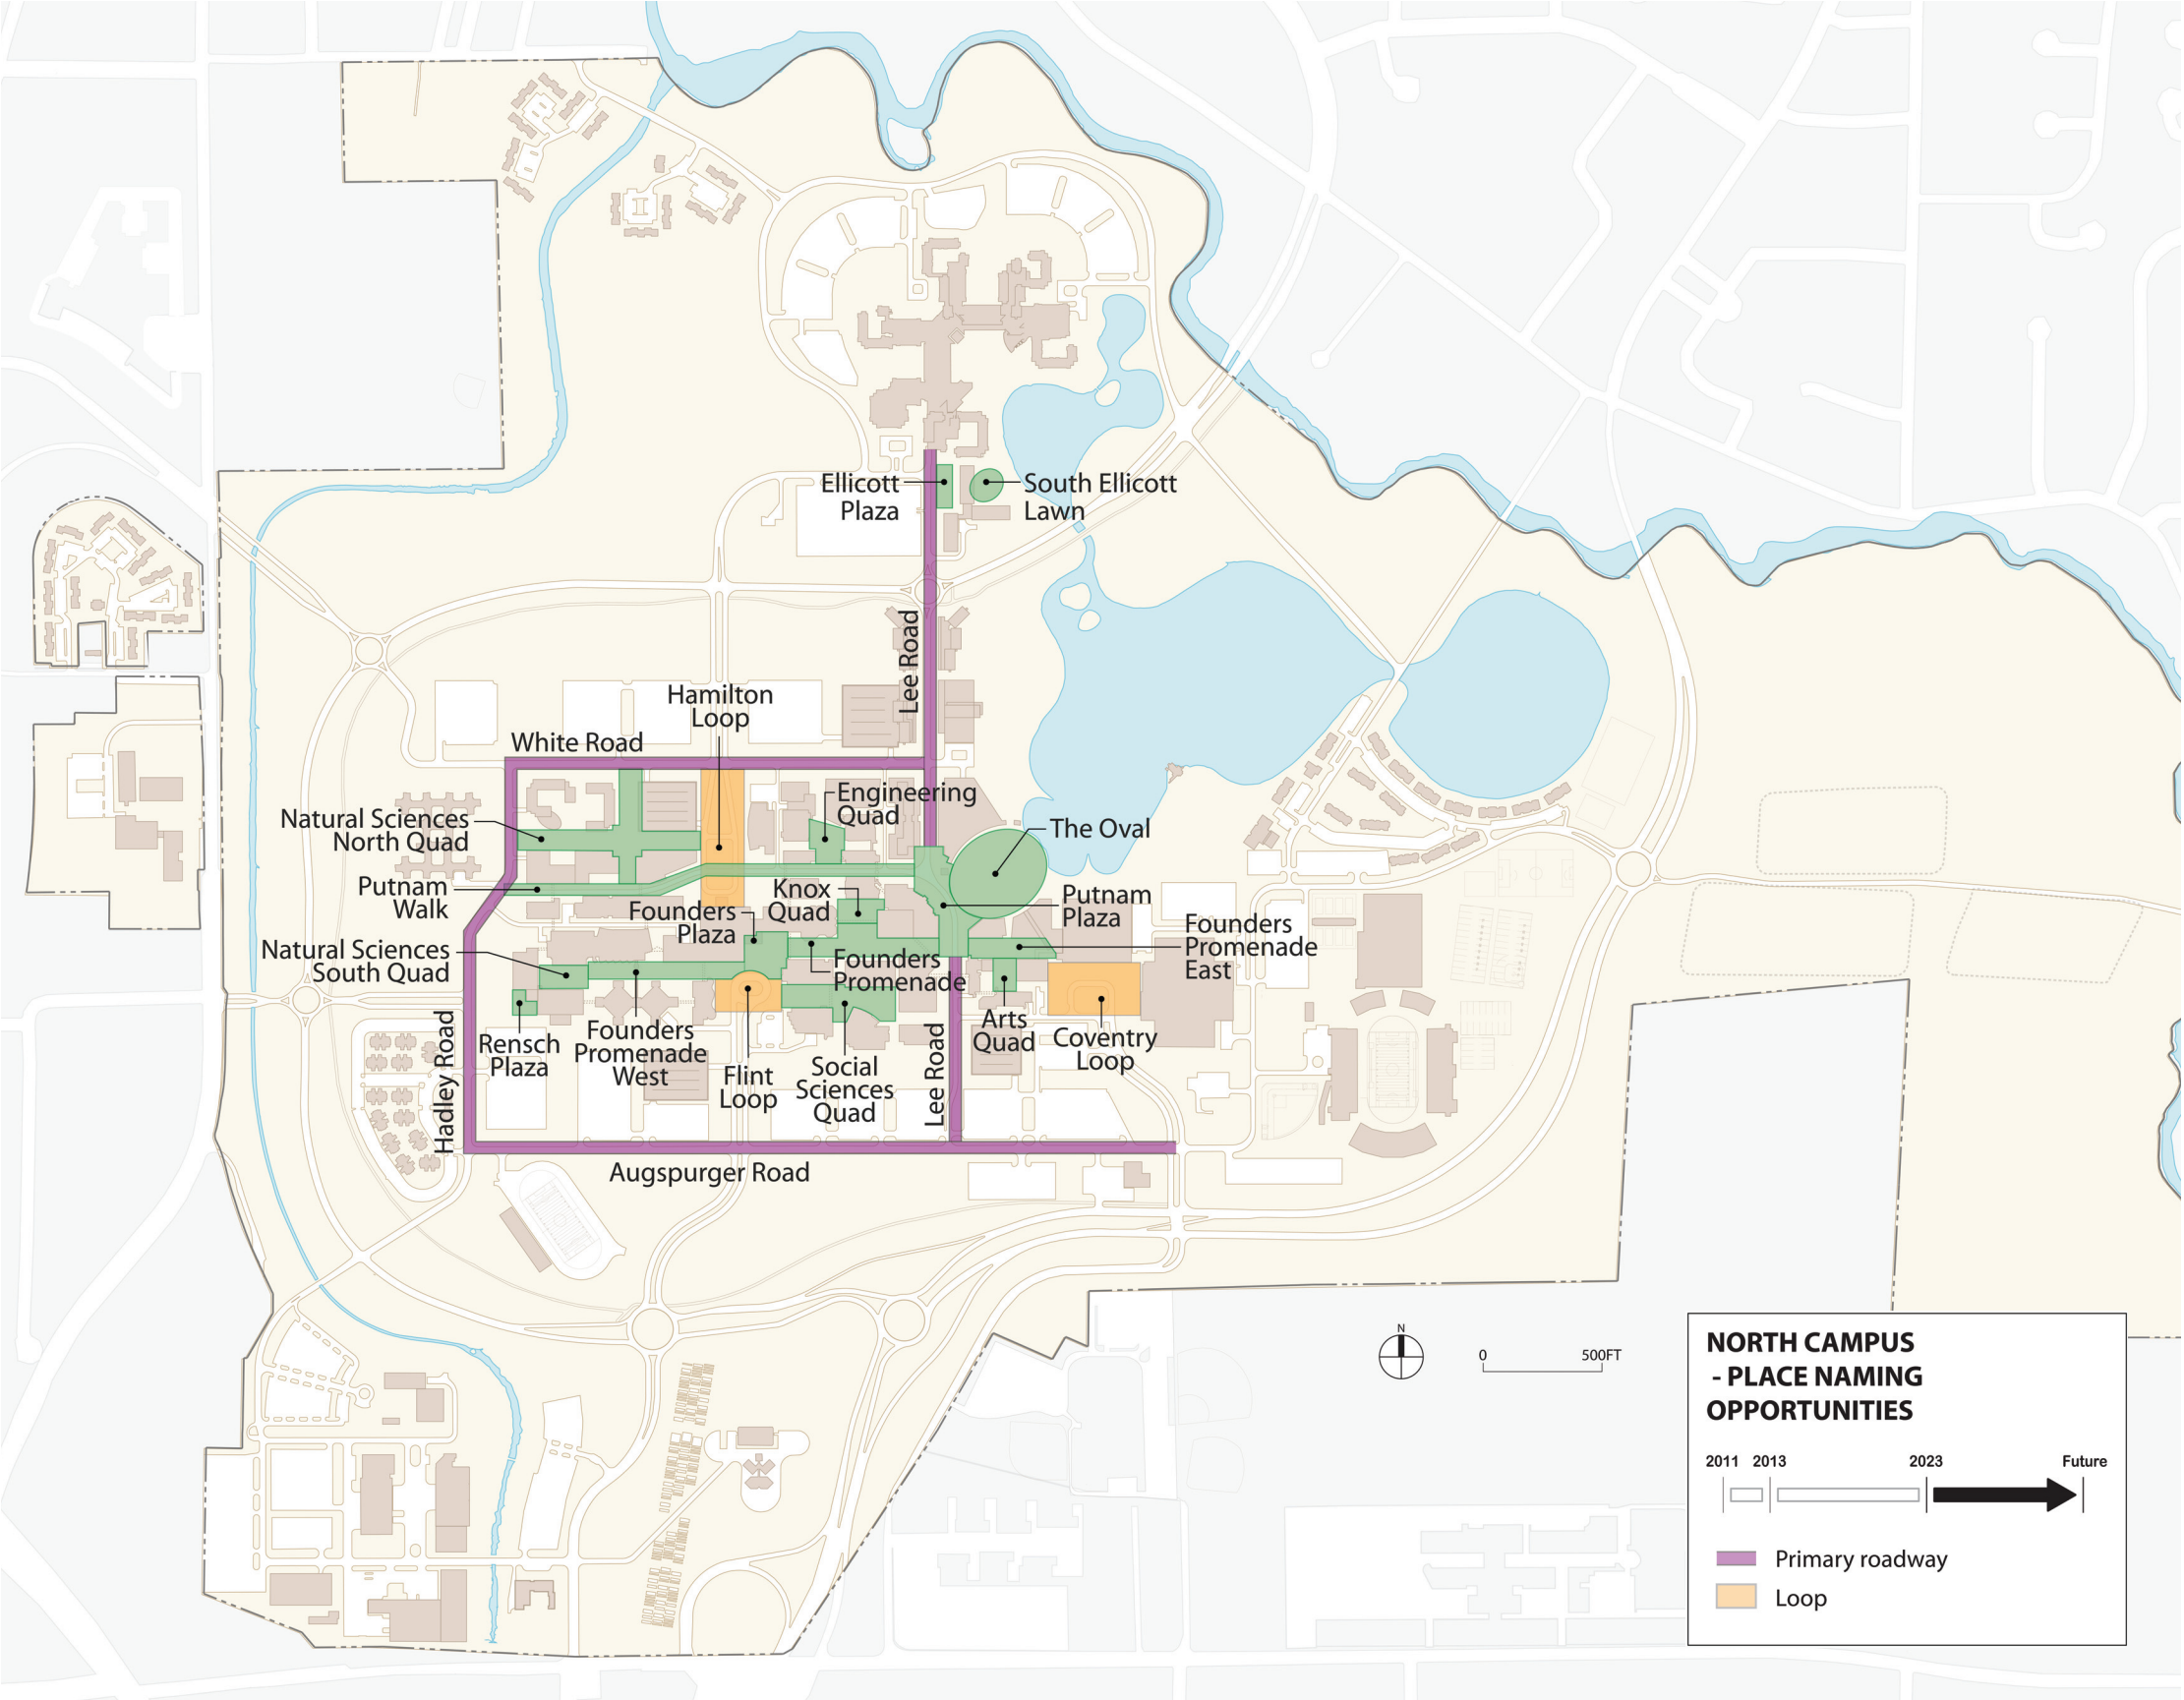 Ellicott
Plaza
South Ellicott
Lawn
Lee Road
Hamilton
Loop
White Road
Engineering
Quad
Natural Sciences
North Quad
The Oval
Putnam
Walk
Knox
Quad
Founders
Plaza
Putnam
Plaza
Founders
Promenade
East
Natural Sciences
South Quad
Founders
Promenade
Hadley Road
Rensch
Plaza
Founders
Promenade
West
Flint
Loop
Social
Sciences
Quad
Lee Road
Arts
Quad
Coventry
Loop
Augspurger Road
N
0 500FT
NORTH CAMPUS
- PLACE NAMING
OPPORTUNITIES
2011 2013 2023 Future
Primary roadway
Loop